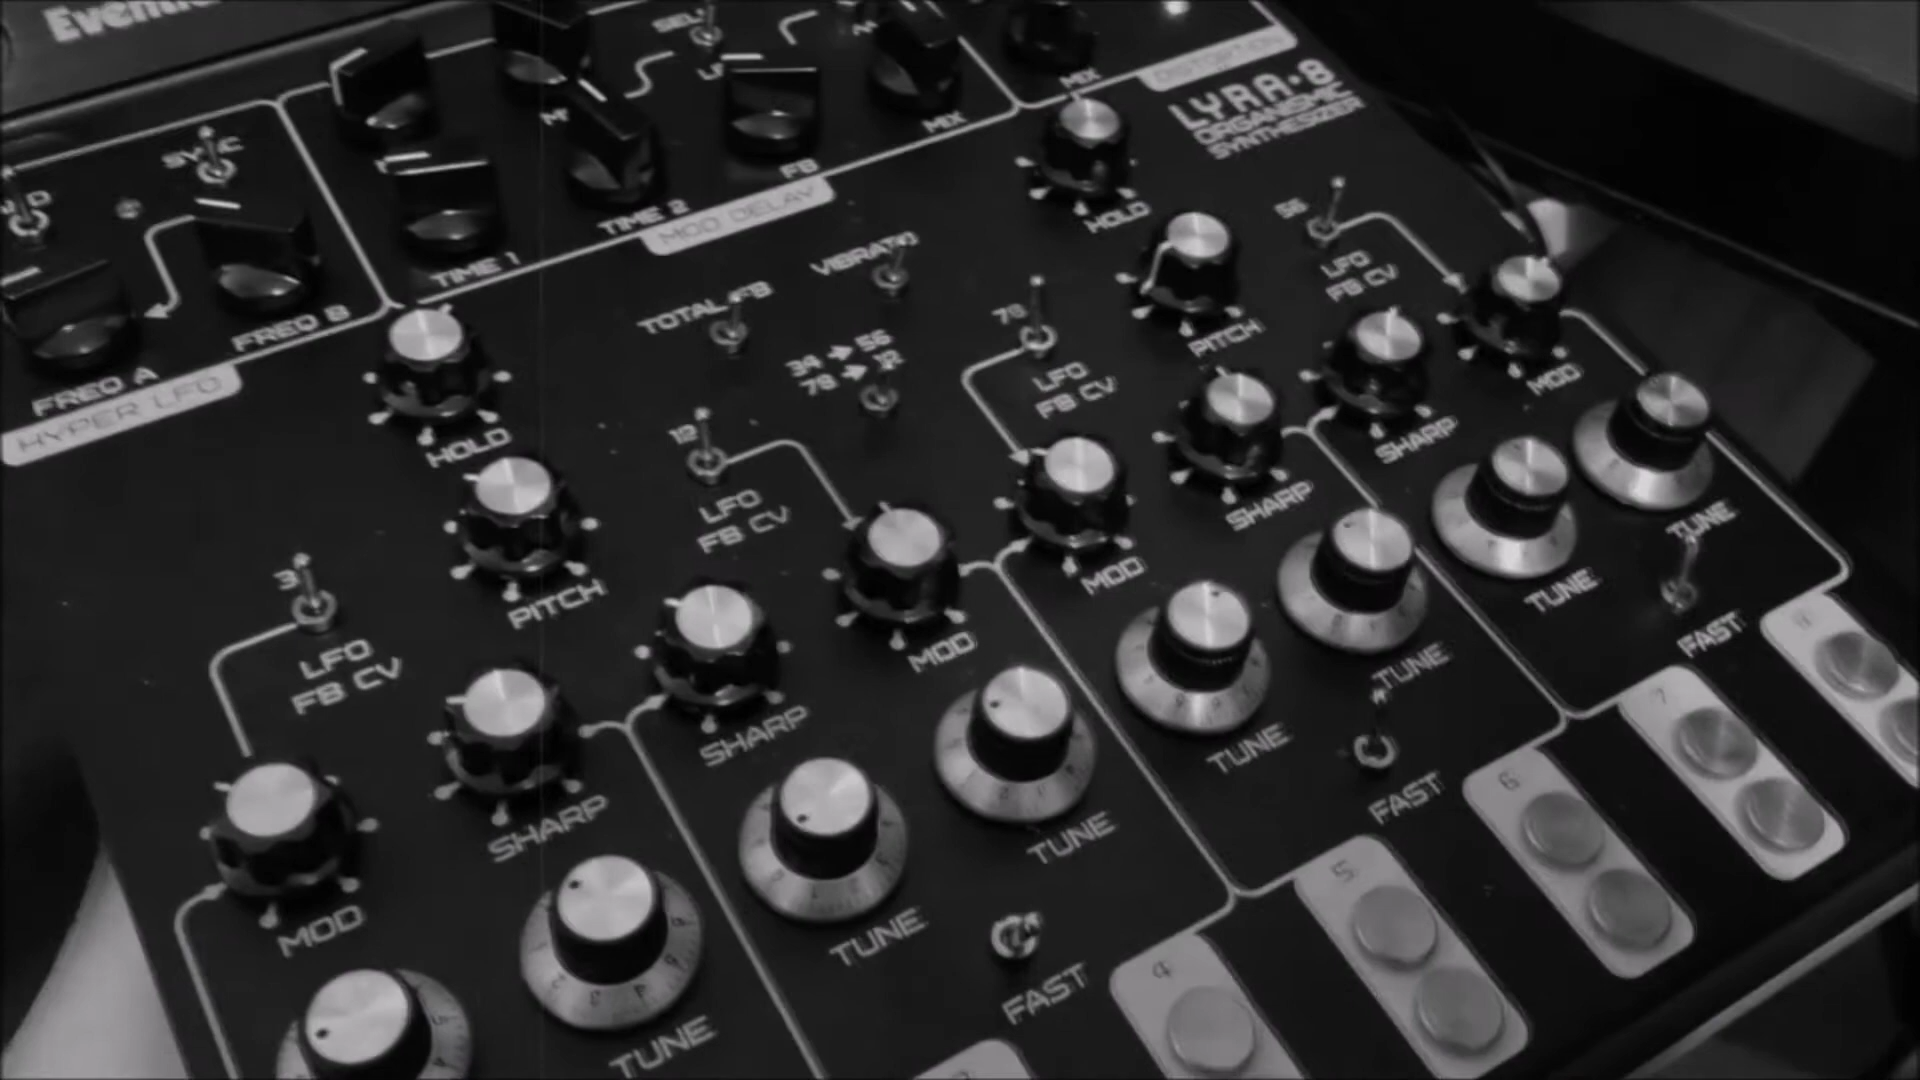 SYNC
FREQ A
FREQ B
HYPER LFO
TIME 1
TIME 2
FB
MIX
MOD DELAY
MIX
DISTORTION
LYRA·8
ORGANISMIC
SYNTHESIZER
HOLD
PITCH
TOTAL FB
VIBRATO
34 → 56
78 → 12
HOLD
PITCH
12
LFO
FB CV
78
LFO
FB CV
56
LFO
FB CV
LFO
FB CV
MOD
SHARP
SHARP
MOD
MOD
SHARP
SHARP
MOD
TUNE
TUNE
TUNE
TUNE
TUNE
TUNE
TUNE
FAST
FAST
FAST
4
5
6
7
8